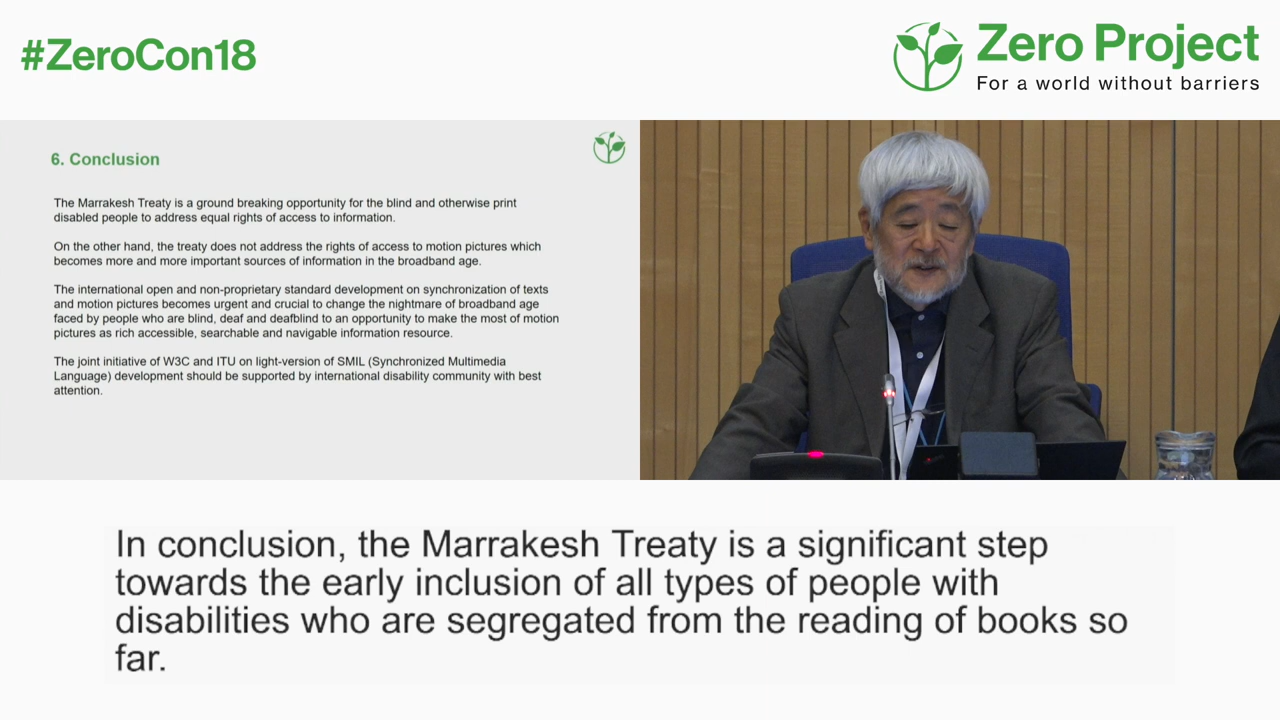 #ZeroCon18
Zero Project
For a world without barriers
6. Conclusion
The Marrakesh Treaty is a ground breaking opportunity for the blind and otherwise print
disabled people to address equal rights of access to information.
On the other hand, the treaty does not address the rights of access to motion pictures which
becomes more and more important sources of information in the broadband age.
The international open and non-proprietary standard development on synchronization of texts
and motion pictures becomes urgent and crucial to change the nightmare of broadband age
faced by people who are blind, deaf and deafblind to an opportunity to make the most of motion
pictures as rich accessible, searchable and navigable information resource.
The joint initiative of W3C and ITU on light-version of SMIL (Synchronized Multimedia
Language) development should be supported by international disability community with best
attention.
In conclusion, the Marrakesh Treaty is a significant step
towards the early inclusion of all types of people with
disabilities who are segregated from the reading of books so
far.